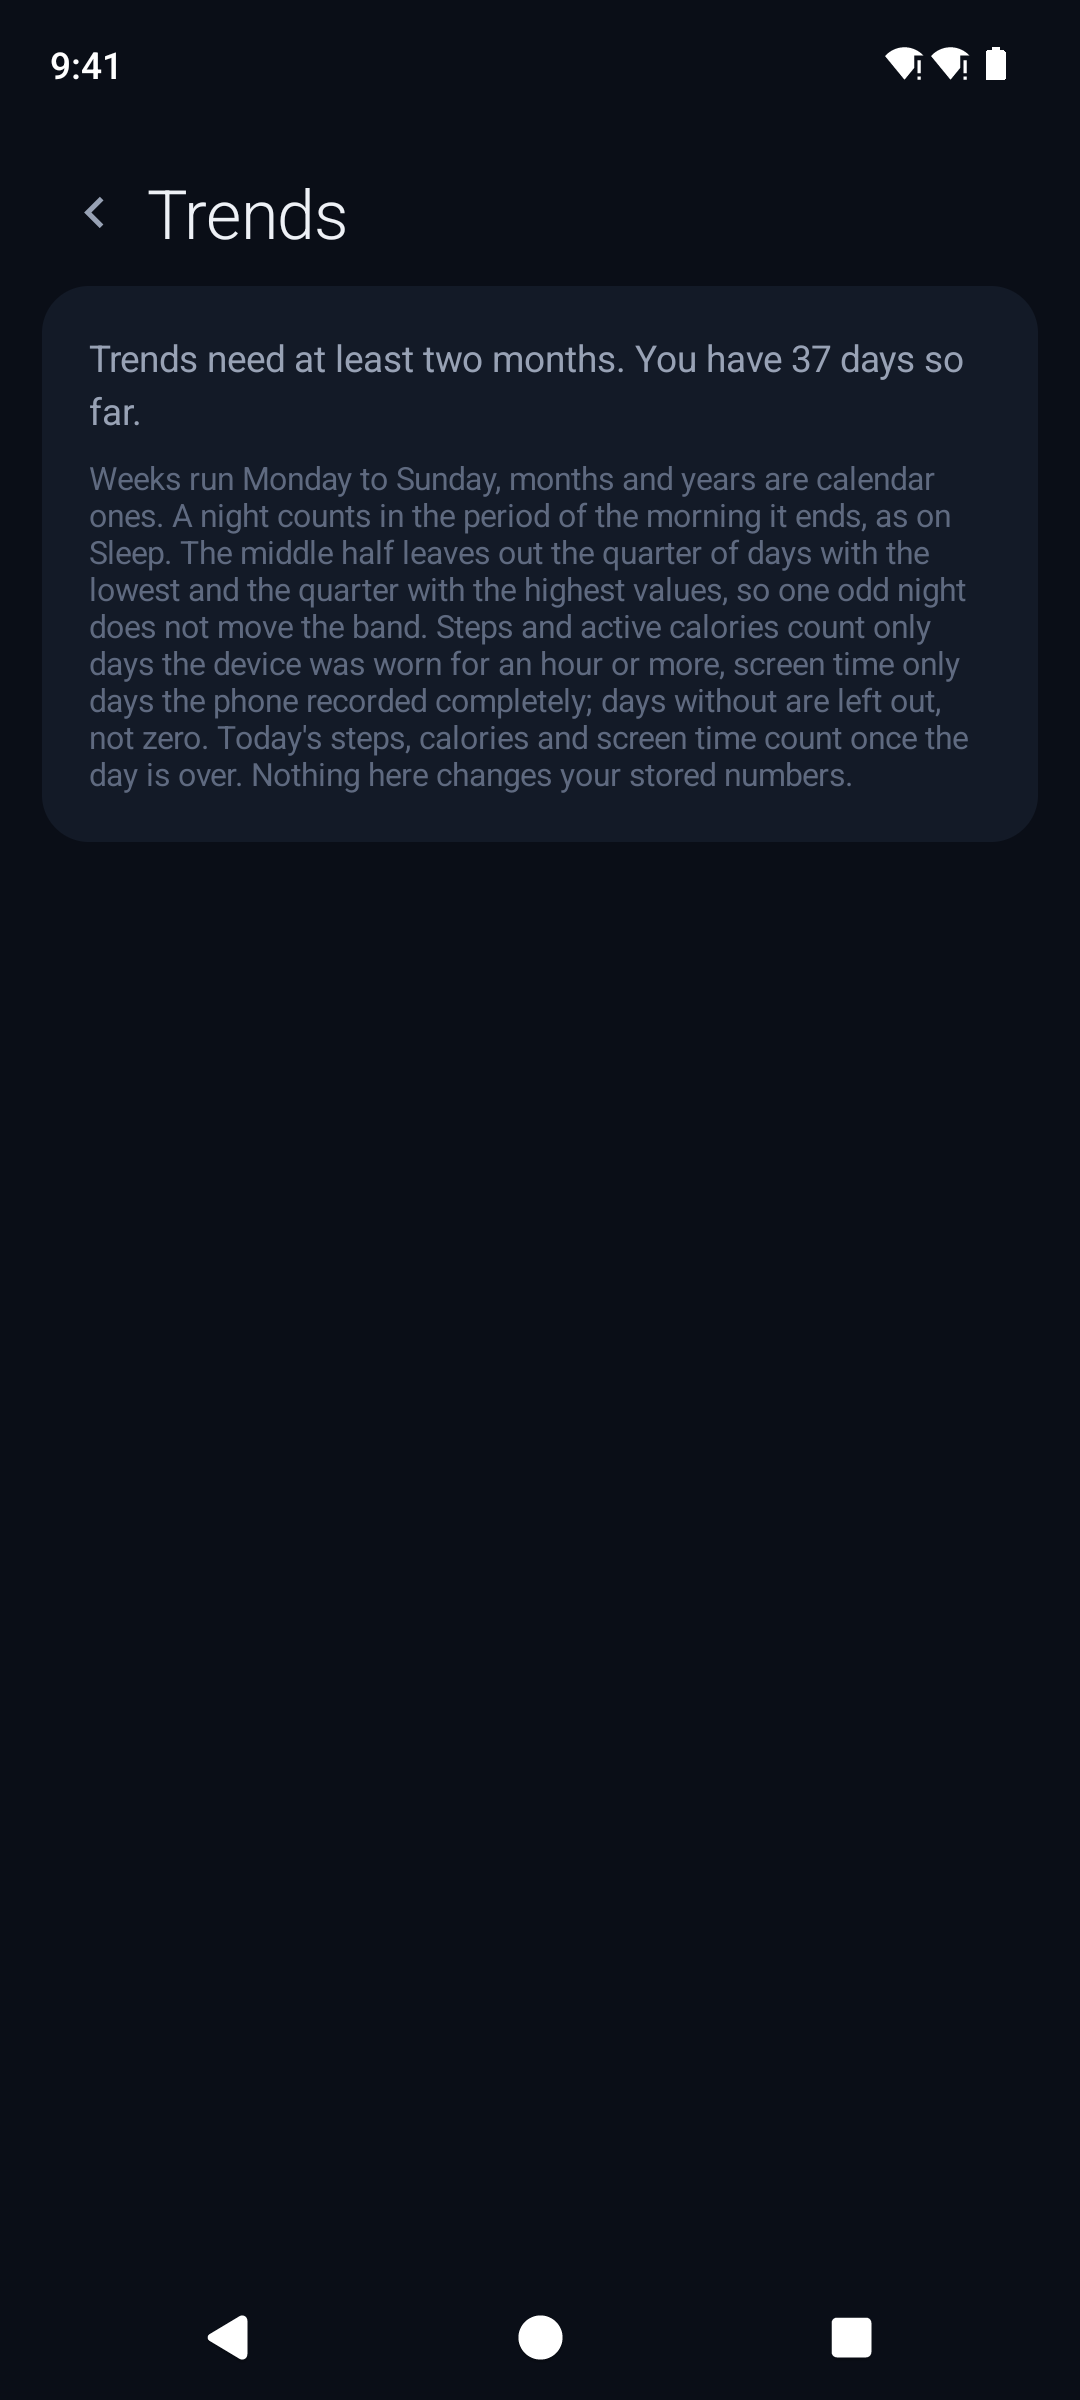 9:41
Trends
Trends need at least two months. You have 37 days so
far.
Weeks run Monday to Sunday, months and years are calendar
ones. A night counts in the period of the morning it ends, as on
Sleep. The middle half leaves out the quarter of days with the
lowest and the quarter with the highest values, so one odd night
does not move the band. Steps and active calories count only
days the device was worn for an hour or more, screen time only
days the phone recorded completely; days without are left out,
not zero. Today's steps, calories and screen time count once the
day is over. Nothing here changes your stored numbers.